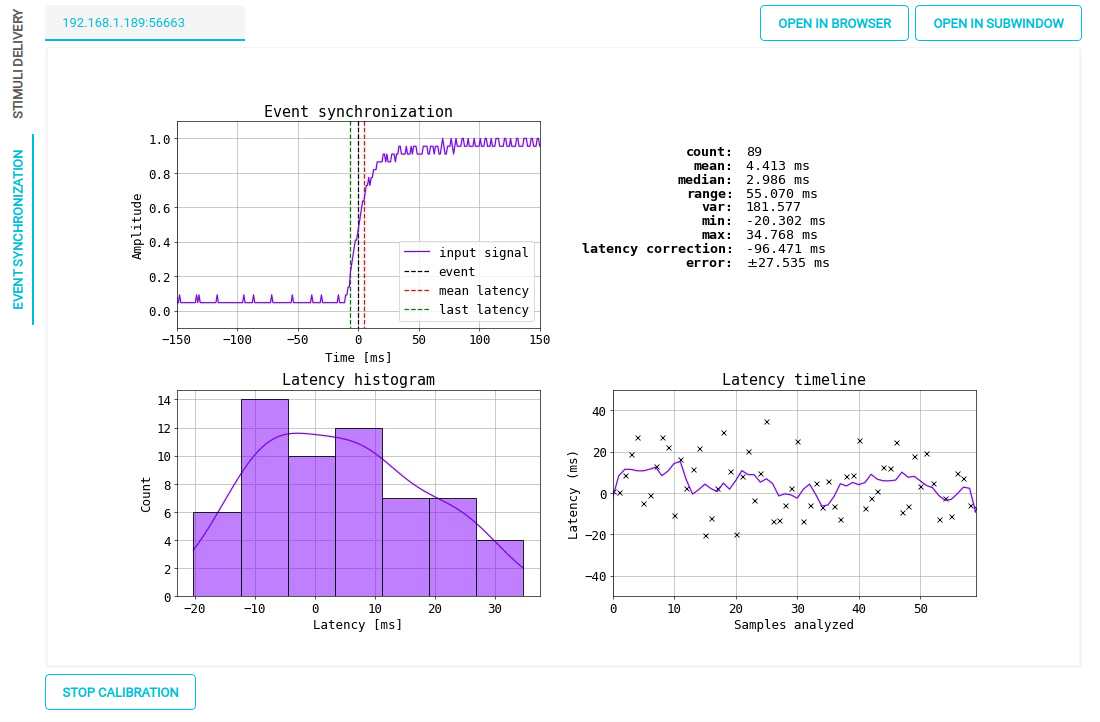 STIMULI DELIVERY
EVENT SYNCHRONIZATION
192.168.1.189:56663
OPEN IN BROWSER
OPEN IN SUBWINDOW
Event synchronization
Amplitude
1.0
0.8
0.6
0.4
0.2
0.0
input signal
event
mean latency
last latency
−150 −100 −50 0 50 100 150
Time [ms]
count: 89
mean: 4.413 ms
median: 2.986 ms
range: 55.070 ms
var: 181.577
min: -20.302 ms
max: 34.768 ms
latency correction: -96.471 ms
error: ±27.535 ms
Latency histogram
Count
14
12
10
8
6
4
2
0
−20 −10 0 10 20 30
Latency [ms]
Latency timeline
Latency (ms)
40
20
0
−20
−40
0 10 20 30 40 50
Samples analyzed
STOP CALIBRATION